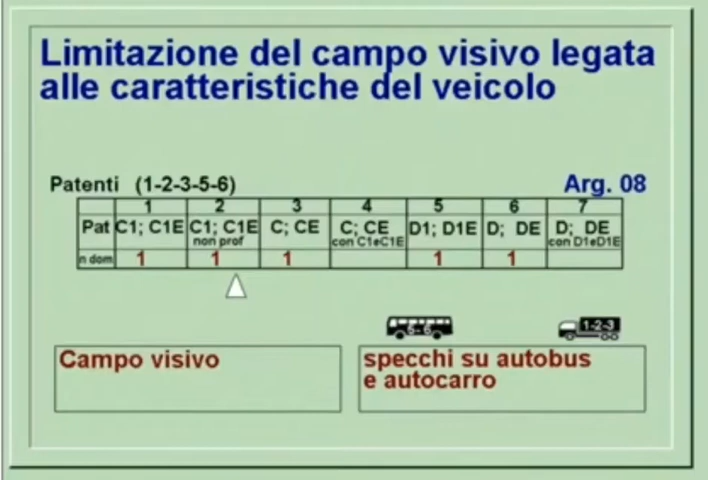 Limitazione del campo visivo legata
alle caratteristiche del veicolo
Patenti (1-2-3-5-6) Arg. 08
1 2 3 4 5 6 7
Pat C1; C1E C1; C1E C; CE C; CE D1; D1E D; DE D; DE
non prof con C1eC1E con D1eD1E
n dom 1 1 1 1 1
5-6 1-2-3
Campo visivo
specchi su autobus
e autocarro